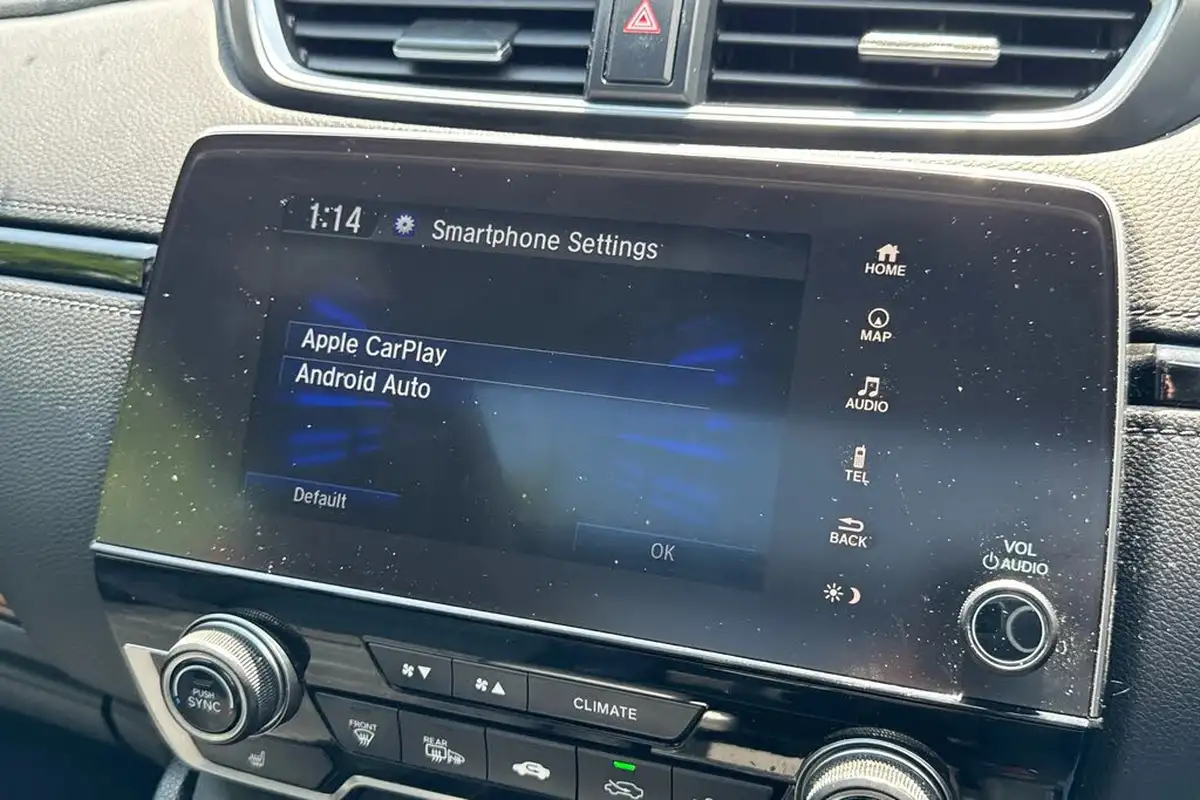 1:14 Smartphone Settings
Apple CarPlay
Android Auto
Default
OK
HOME
MAP
AUDIO
TEL
BACK
VOL
AUDIO
PUSH
SYNC
CLIMATE
FRONT
REAR